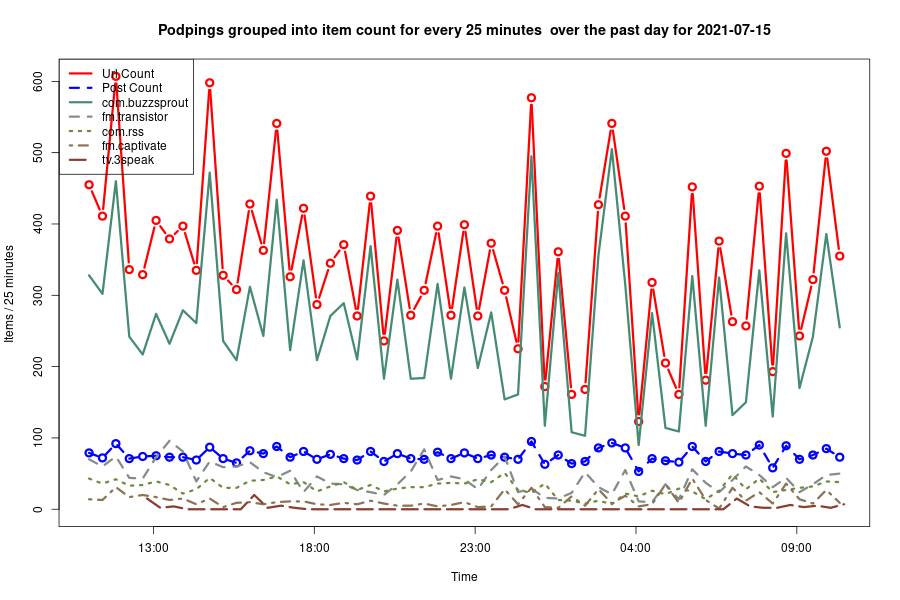 Podpings grouped into item count for every 25 minutes  over the past day for 2021-07-15
Url Count
Post Count
com.buzzsprout
fm.transistor
com.rss
fm.captivate
tv.3speak
600
500
400
300
200
100
0
Items / 25 minutes
13:00
18:00
23:00
04:00
09:00
Time